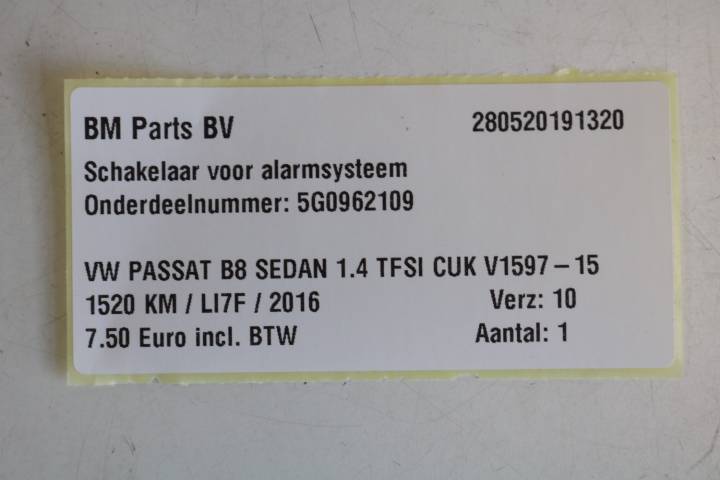 BM Parts BV 280520191320
Schakelaar voor alarmsysteem
Onderdeelnummer: 5G0962109
VW PASSAT B8 SEDAN 1.4 TFSI CUK V1597-15
1520 KM / LI7F / 2016 Verz: 10
7.50 Euro incl. BTW Aantal: 1